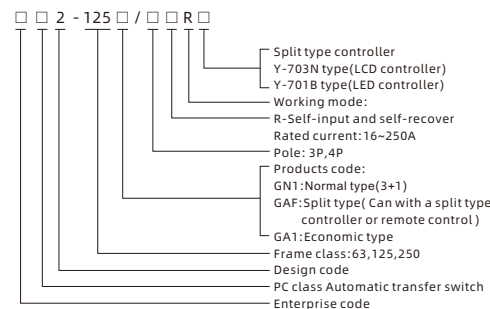 □ □ 2 - 125 □ / □ □ R □
Split type controller
Y-703N type(LCD controller)
Y-701B type(LED controller)
Working mode:
R-Self-input and self-recover
Rated current:16~250A
Pole: 3P,4P
Products code:
GN1:Normal type(3+1)
GAF:Split type( Can with a split type
controller or remote control )
GA1:Economic type
Frame class:63,125,250
Design code
PC class Automatic transfer switch
Enterprise code